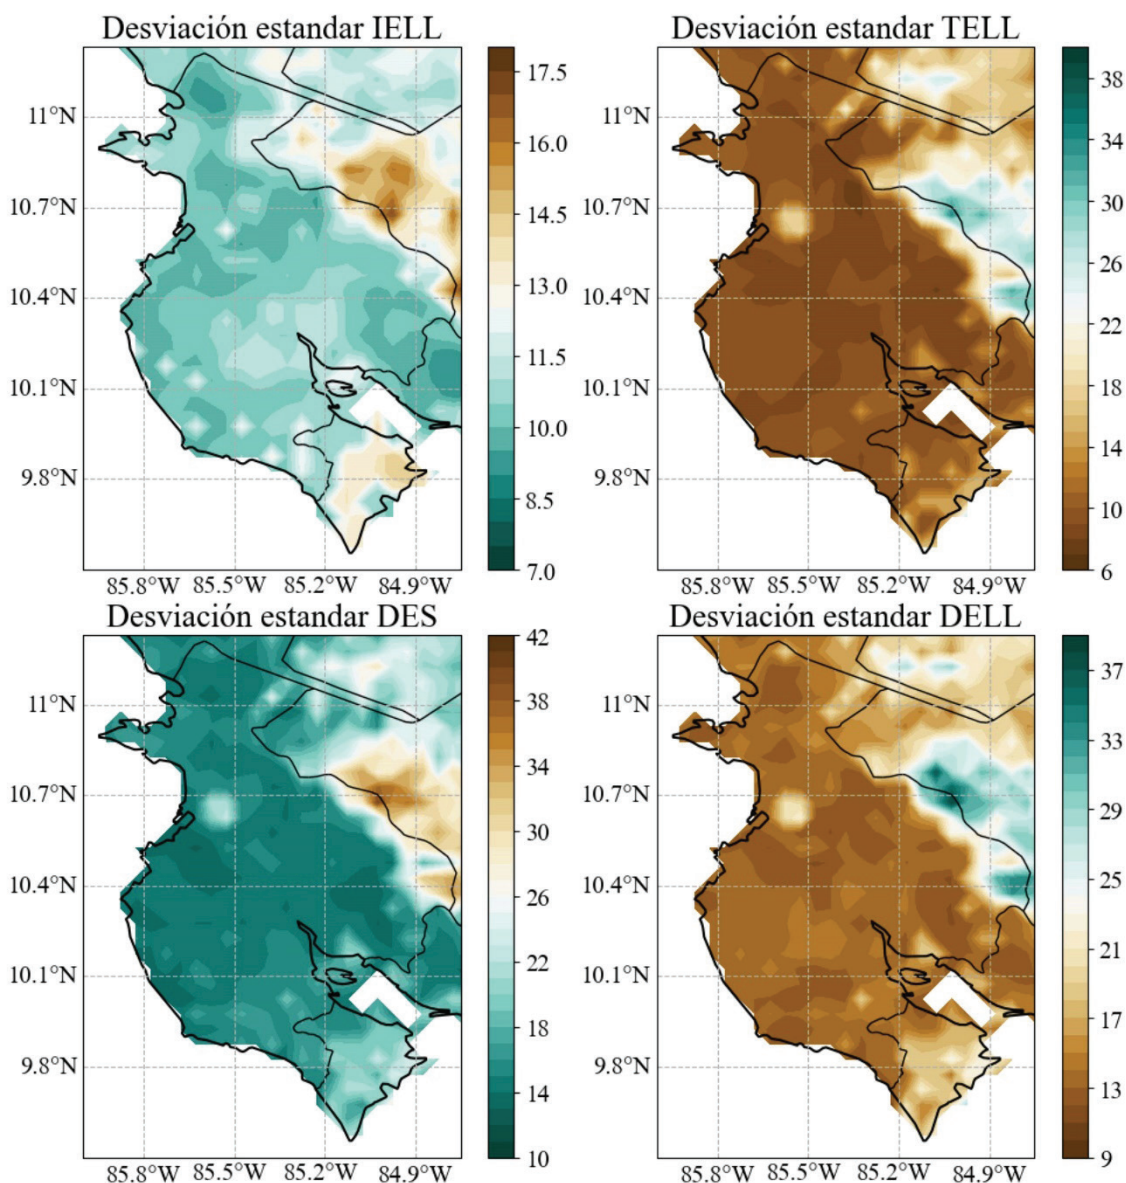 Desviación estandar IELL
11°N
10.7°N
10.4°N
10.1°N
9.8°N
85.8°W 85.5°W 85.2°W 84.9°W
17.5
16.0
14.5
13.0
11.5
10.0
8.5
7.0
Desviación estandar TELL
11°N
10.7°N
10.4°N
10.1°N
9.8°N
85.8°W 85.5°W 85.2°W 84.9°W
38
34
30
26
22
18
14
10
6
Desviación estandar DES
11°N
10.7°N
10.4°N
10.1°N
9.8°N
85.8°W 85.5°W 85.2°W 84.9°W
42
38
34
30
26
22
18
14
10
Desviación estandar DELL
11°N
10.7°N
10.4°N
10.1°N
9.8°N
85.8°W 85.5°W 85.2°W 84.9°W
37
33
29
25
21
17
13
9